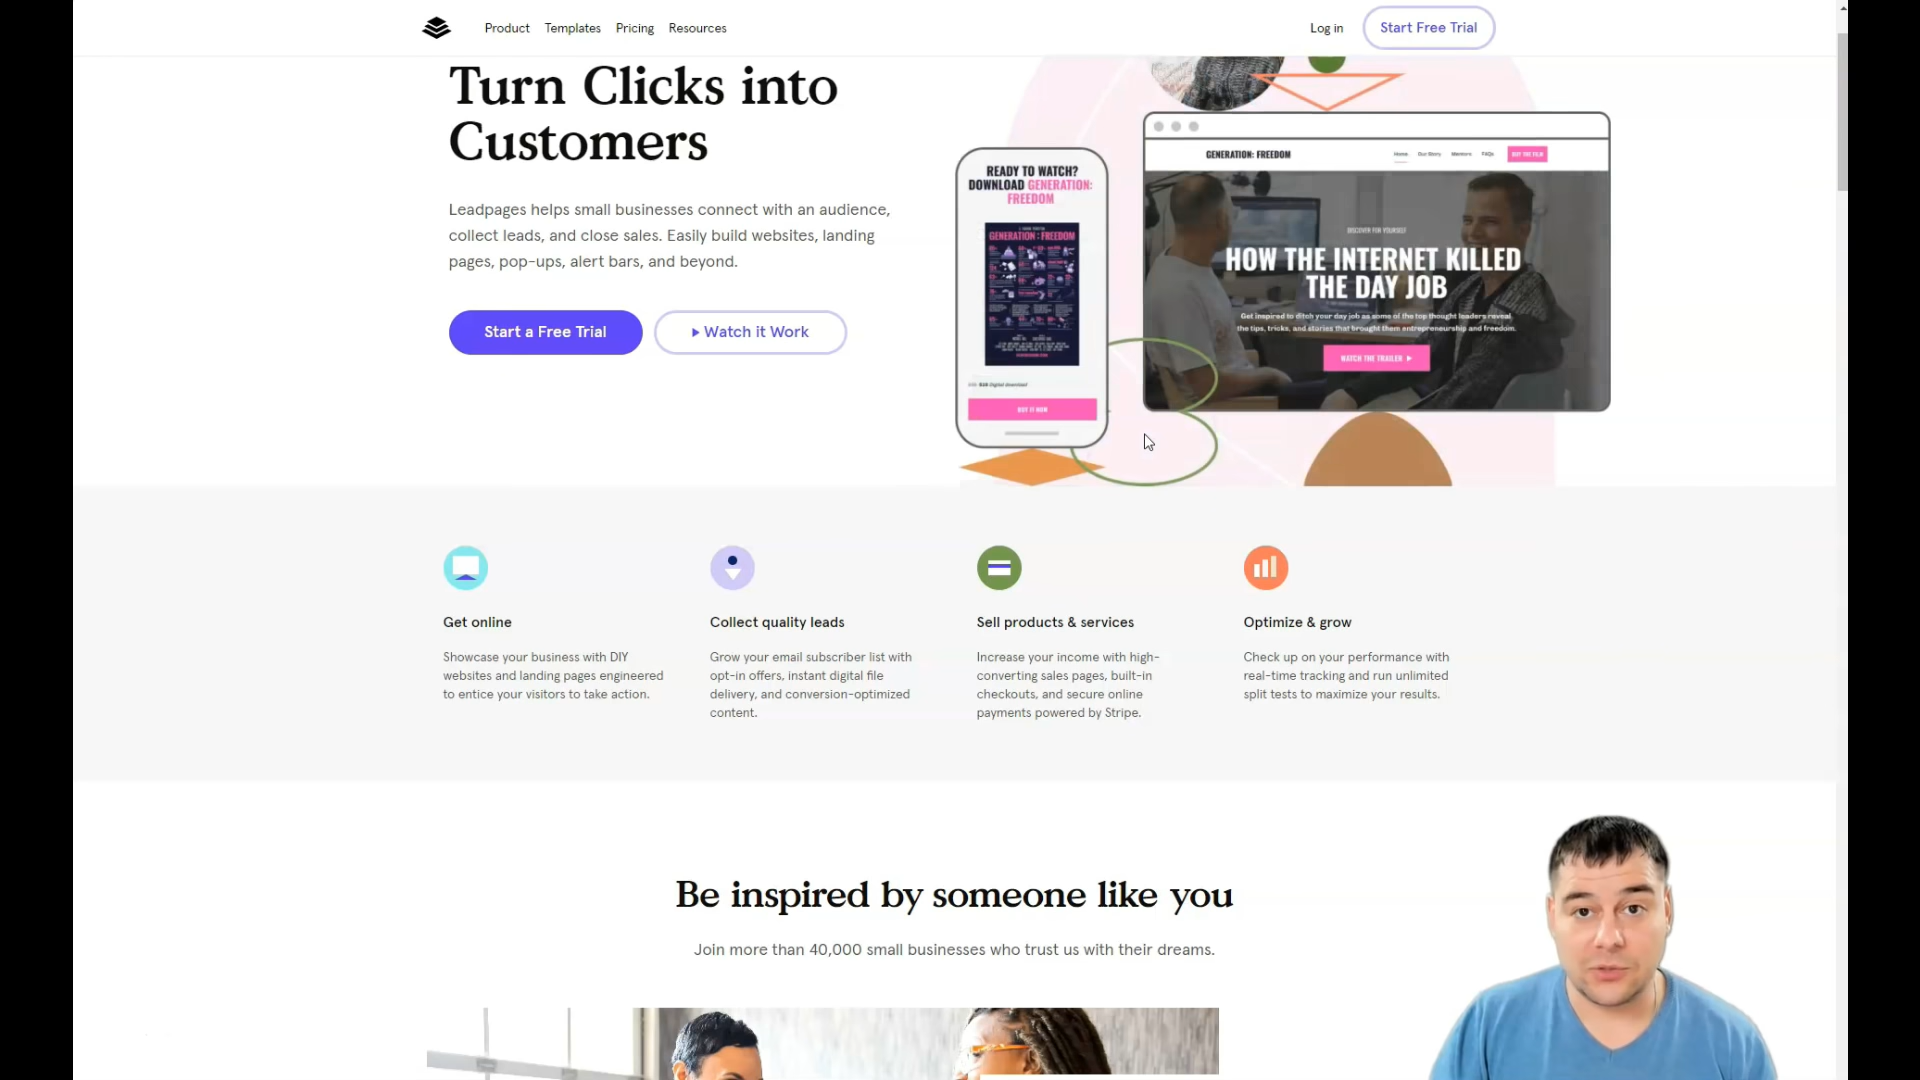 Product Templates Pricing Resources
Log in Start Free Trial
Turn Clicks into
Customers
Leadpages helps small businesses connect with an audience,
collect leads, and close sales. Easily build websites, landing
pages, pop-ups, alert bars, and beyond.
Start a Free Trial
Watch it Work
READY TO WATCH?
DOWNLOAD GENERATION:
FREEDOM
GENERATION: FREEDOM
$20 Digital download
BUY IT NOW
GENERATION: FREEDOM
Home Our Story Mentors FAQs BUY THE FILM
DISCOVER FOR YOURSELF
HOW THE INTERNET KILLED
THE DAY JOB
Get inspired to ditch your day job as some of the top thought leaders reveal
the tips, tricks, and stories that brought them entrepreneurship and freedom.
WATCH THE TRAILER
Get online
Showcase your business with DIY
websites and landing pages engineered
to entice your visitors to take action.
Collect quality leads
Grow your email subscriber list with
opt-in offers, instant digital file
delivery, and conversion-optimized
content.
Sell products & services
Increase your income with high-
converting sales pages, built-in
checkouts, and secure online
payments powered by Stripe.
Optimize & grow
Check up on your performance with
real-time tracking and run unlimited
split tests to maximize your results.
Be inspired by someone like you
Join more than 40,000 small businesses who trust us with their dreams.